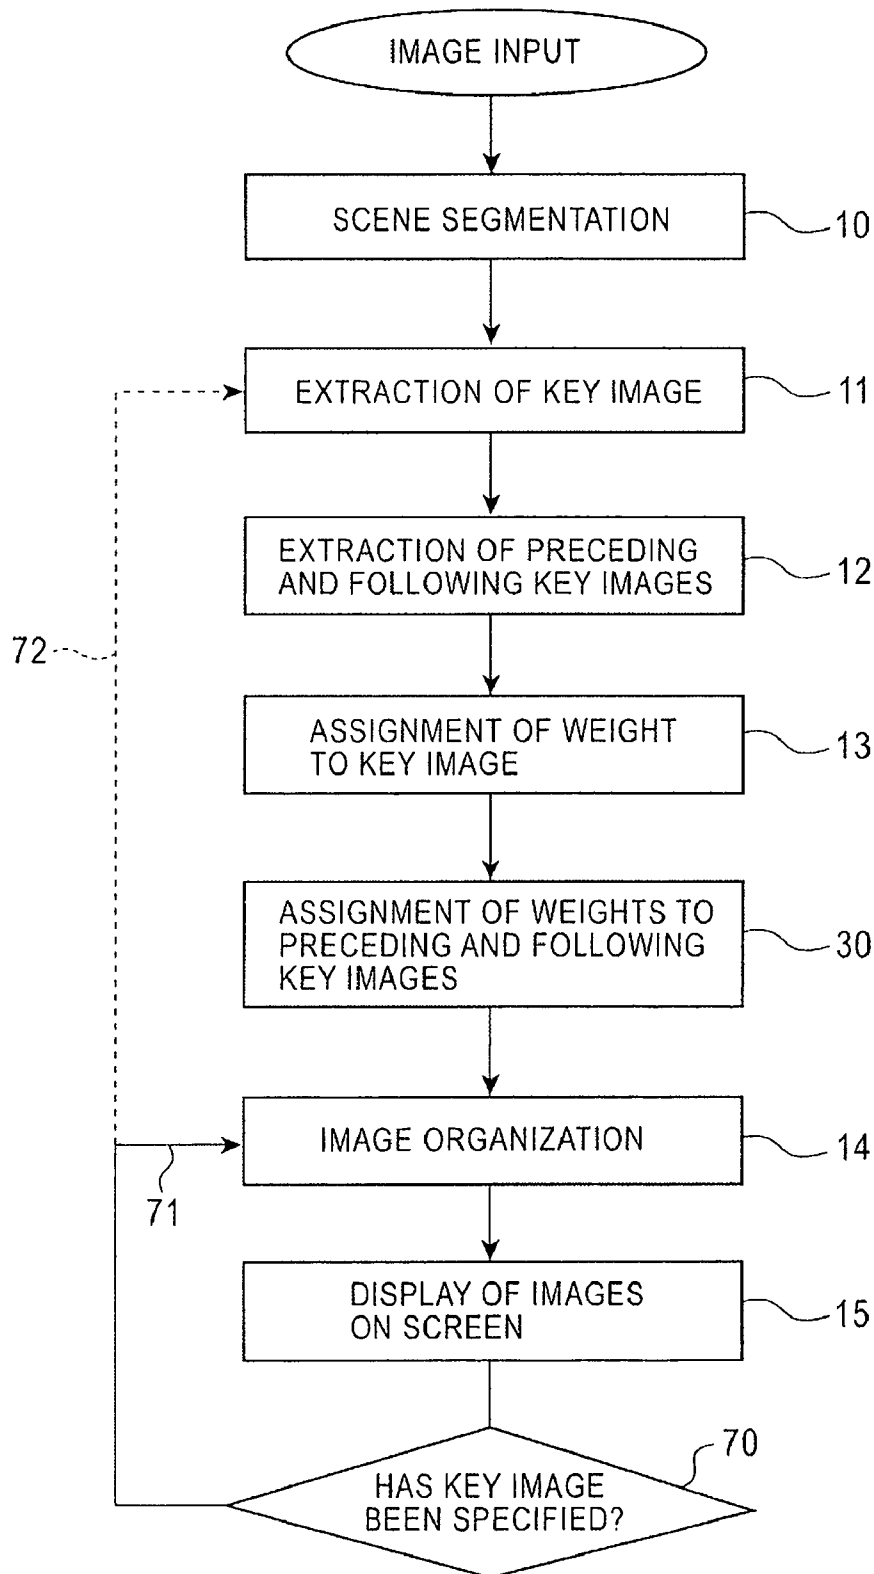 IMAGE INPUT
SCENE SEGMENTATION
10
EXTRACTION OF KEY IMAGE
11
EXTRACTION OF PRECEDING
AND FOLLOWING KEY IMAGES
12
72
ASSIGNMENT OF WEIGHT
TO KEY IMAGE
13
ASSIGNMENT OF WEIGHTS TO
PRECEDING AND FOLLOWING
KEY IMAGES
30
IMAGE ORGANIZATION
14
71
DISPLAY OF IMAGES
ON SCREEN
15
70
HAS KEY IMAGE
BEEN SPECIFIED?